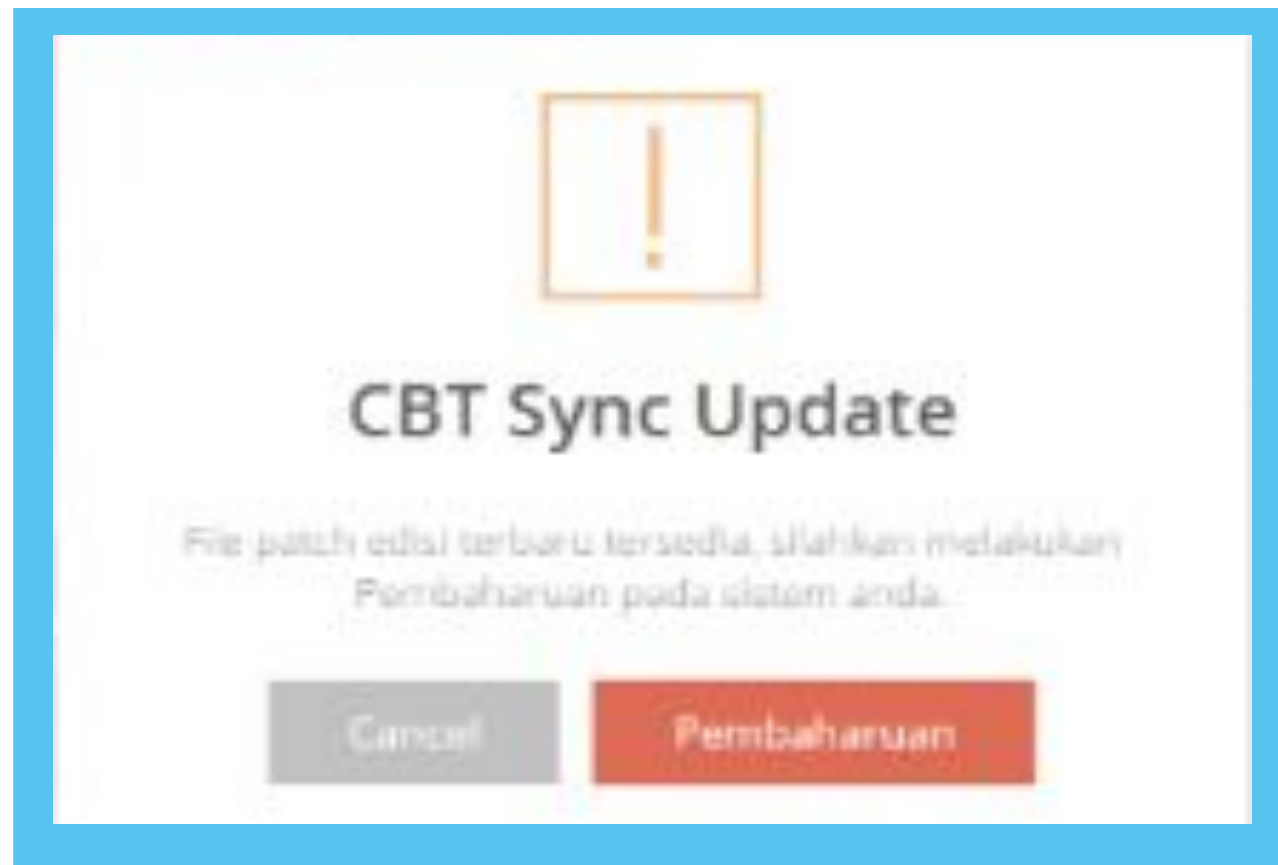 !
CBT Sync Update
File patch edisi terbaru tersedia, silahkan melakukan
Pembaharuan pada sistem anda.
Cancel
Pembaharuan